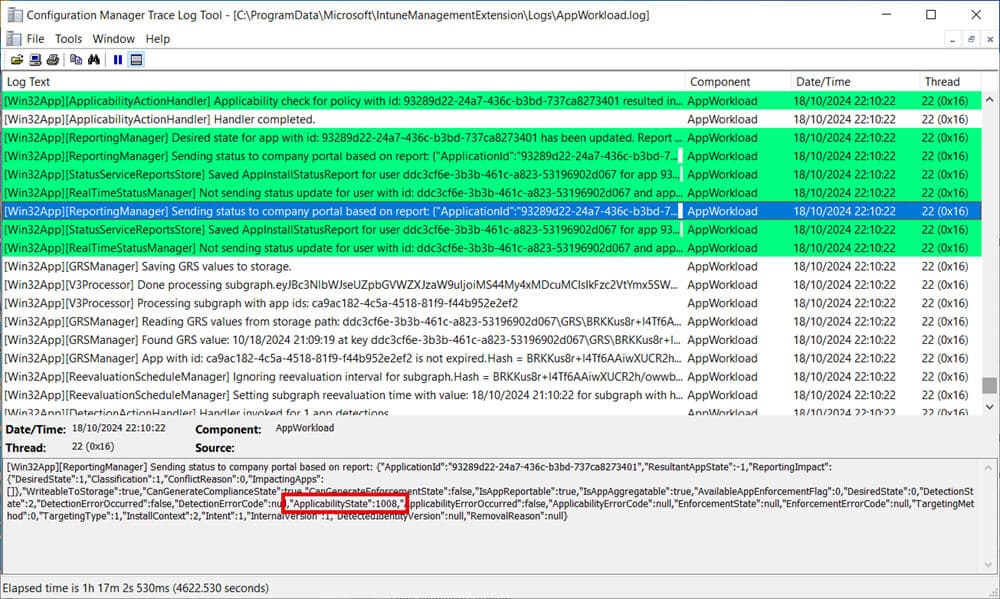 Configuration Manager Trace Log Tool - [C:\ProgramData\Microsoft\IntuneManagementExtension\Logs\AppWorkload.log]
File Tools Window Help
Log Text Component Date/Time Thread
[Win32App][ApplicabilityActionHandler] Applicability check for policy with id: 93289d22-24a7-436c-b3bd-737ca8273401 resulted in... AppWorkload 18/10/2024 22:10:22 22 (0x16)
[Win32App][ApplicabilityActionHandler] Handler completed. AppWorkload 18/10/2024 22:10:22 22 (0x16)
[Win32App][ReportingManager] Desired state for app with id: 93289d22-24a7-436c-b3bd-737ca8273401 has been updated. Report ... AppWorkload 18/10/2024 22:10:22 22 (0x16)
[Win32App][ReportingManager] Sending status to company portal based on report: {"ApplicationId":"93289d22-24a7-436c-b3bd-7... AppWorkload 18/10/2024 22:10:22 22 (0x16)
[Win32App][StatusServiceReportsStore] Saved AppInstallStatusReport for user ddc3cf6e-3b3b-461c-a823-53196902d067 for app 93... AppWorkload 18/10/2024 22:10:22 22 (0x16)
[Win32App][RealTimeStatusManager] Not sending status update for user with id: ddc3cf6e-3b3b-461c-a823-53196902d067 and app... AppWorkload 18/10/2024 22:10:22 22 (0x16)
[Win32App][ReportingManager] Sending status to company portal based on report: {"ApplicationId":"93289d22-24a7-436c-b3bd-7... AppWorkload 18/10/2024 22:10:22 22 (0x16)
[Win32App][StatusServiceReportsStore] Saved AppInstallStatusReport for user ddc3cf6e-3b3b-461c-a823-53196902d067 for app 93... AppWorkload 18/10/2024 22:10:22 22 (0x16)
[Win32App][RealTimeStatusManager] Not sending status update for user with id: ddc3cf6e-3b3b-461c-a823-53196902d067 and app... AppWorkload 18/10/2024 22:10:22 22 (0x16)
[Win32App][GRSManager] Saving GRS values to storage. AppWorkload 18/10/2024 22:10:22 22 (0x16)
[Win32App][V3Processor] Done processing subgraph.eyJBc3NlbWJseUZpbGVWZXJzaW9uIjoiMS44My4xMDcuMCIsIkFzc2VtYmx5SW... AppWorkload 18/10/2024 22:10:22 22 (0x16)
[Win32App][V3Processor] Processing subgraph with app ids: ca9ac182-4c5a-4518-81f9-f44b952e2ef2 AppWorkload 18/10/2024 22:10:22 22 (0x16)
[Win32App][GRSManager] Reading GRS values from storage path: ddc3cf6e-3b3b-461c-a823-53196902d067\GRS\BRKKus8r+I4Tf6A... AppWorkload 18/10/2024 22:10:22 22 (0x16)
[Win32App][GRSManager] Found GRS value: 10/18/2024 21:09:19 at key ddc3cf6e-3b3b-461c-a823-53196902d067\GRS\BRKKus8r... AppWorkload 18/10/2024 22:10:22 22 (0x16)
[Win32App][GRSManager] App with id: ca9ac182-4c5a-4518-81f9-f44b952e2ef2 is not expired.Hash = BRKKus8r+I4Tf6AAiwXUCR2h... AppWorkload 18/10/2024 22:10:22 22 (0x16)
[Win32App][ReevaluationScheduleManager] Ignoring reevaluation interval for subgraph.Hash = BRKKus8r+I4Tf6AAiwXUCR2h/owwb... AppWorkload 18/10/2024 22:10:22 22 (0x16)
[Win32App][ReevaluationScheduleManager] Setting subgraph reevaluation time with value: 18/10/2024 21:10:22 for subgraph with h... AppWorkload 18/10/2024 22:10:22 22 (0x16)
[Win32App][DetectionActionHandler] Handler invoked for 1 app detections. AppWorkload 18/10/2024 22:10:22 22 (0x16)
Date/Time: 18/10/2024 22:10:22 Component: AppWorkload
Thread: 22 (0x16) Source:
[Win32App][ReportingManager] Sending status to company portal based on report: {"ApplicationId":"93289d22-24a7-436c-b3bd-737ca8273401","ResultantAppState":-1,"ReportingImpact":
{"DesiredState":1,"Classification":1,"ConflictReason":0,"ImpactingApps":
[]},"WriteableToStorage":true,"CanGenerateComplianceState":true,"CanGenerateEnforcementState":false,"IsAppReportable":true,"IsAppAggregatable":true,"AvailableAppEnforcementFlag":0,"DesiredState":0,"DetectionSt
ate":2,"DetectionErrorOccurred":false,"DetectionErrorCode":null,"ApplicabilityState":1008,"ApplicabilityErrorOccurred":false,"ApplicabilityErrorCode":null,"EnforcementState":null,"EnforcementErrorCode":null,"TargetingMet
hod":0,"TargetingType":1,"InstallContext":2,"Intent":1,"InternalVersion":1,"DetectedIdentityVersion":null,"RemovalReason":null}
Elapsed time is 1h 17m 2s 530ms (4622.530 seconds)